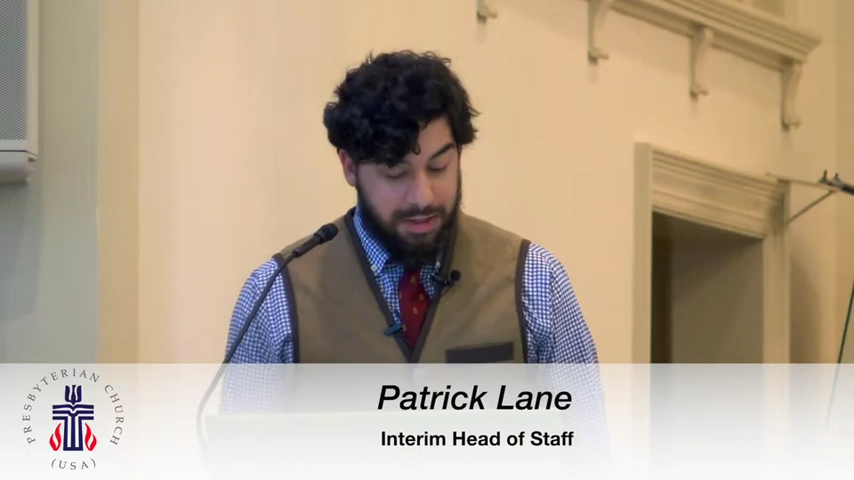 PRESBYTERIAN CHURCH
(USA)
Patrick Lane
Interim Head of Staff